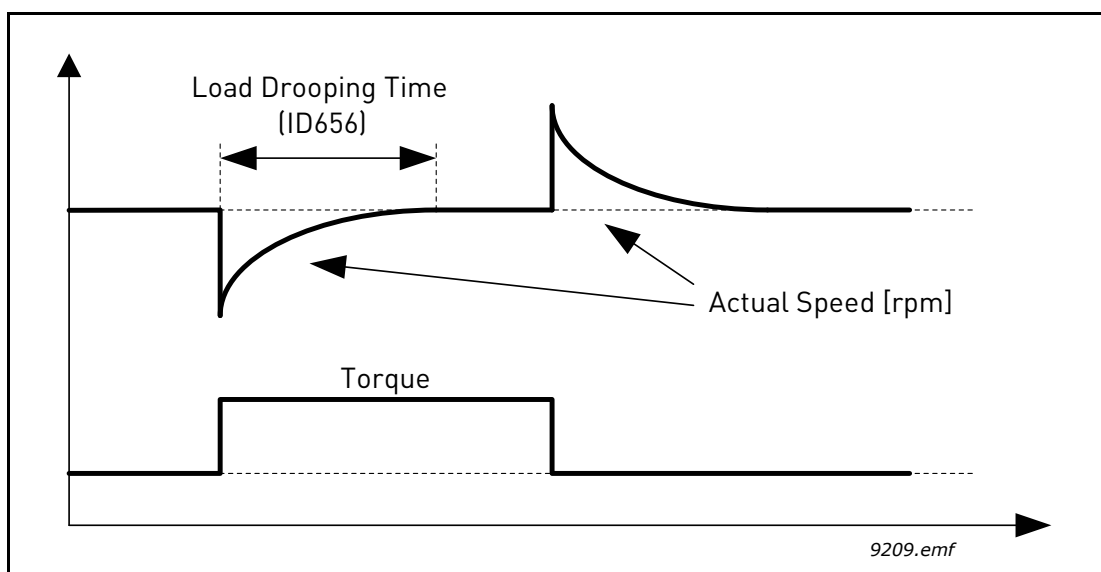 Load Drooping Time
(ID656)
Actual Speed [rpm]
Torque
9209.emf